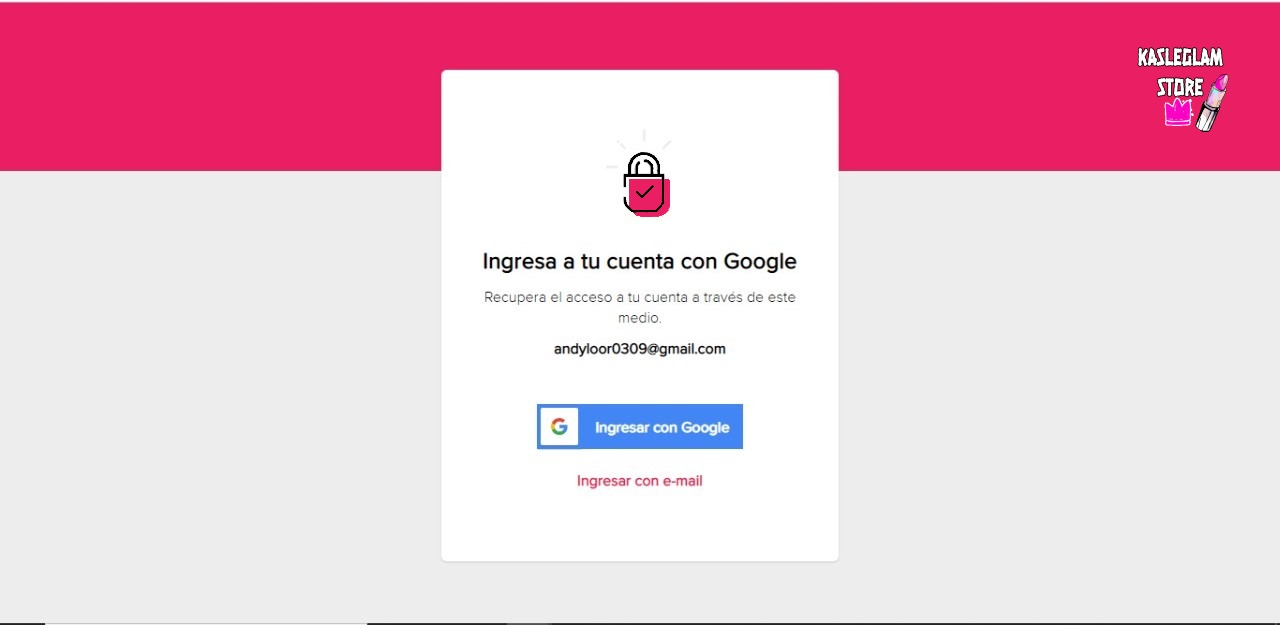 KASLEGLAM
STORE
Ingresa a tu cuenta con Google
Recupera el acceso a tu cuenta a través de este
medio.
andyloor0309@gmail.com
G Ingresar con Google
Ingresar con e-mail